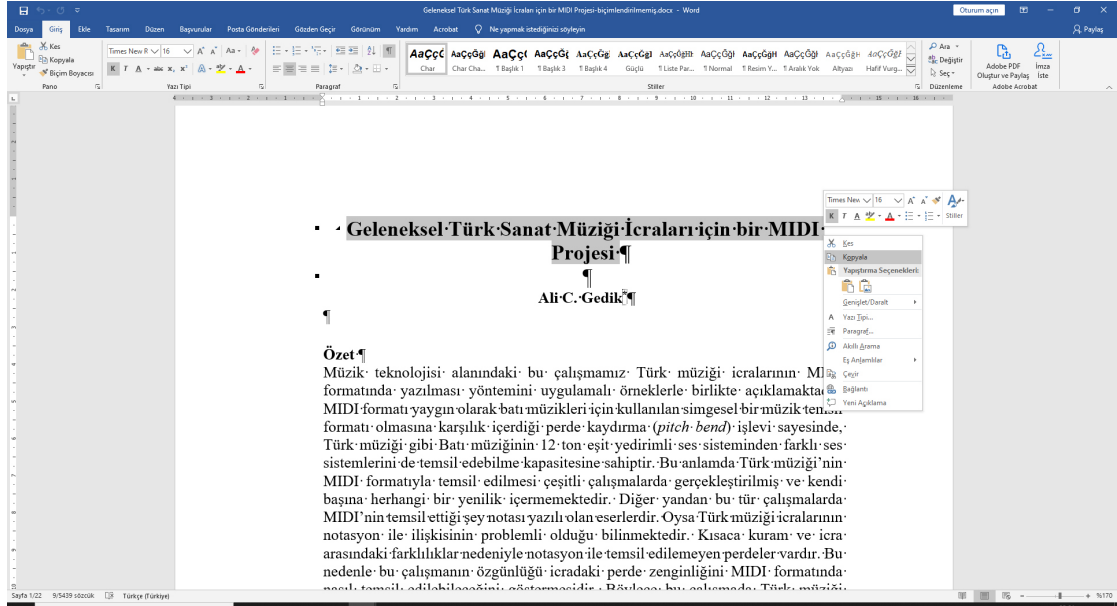 Geleneksel Türk Sanat Müziği İcraları için bir MIDI Projesi-biçimlendirilmemiş.docx - Word
Oturum açın
Dosya Giriş Ekle Tasarım Düzen Başvurular Posta Gönderileri Gözden Geçir Görünüm Yardım Acrobat Ne yapmak istediğinizi söyleyin
Paylaş
Yapıştır
Kes
Kopyala
Biçim Boyacısı
Pano
Times New R 16
Yazı Tipi
Paragraf
Char
Char Cha...
¶ Başlık 1
¶ Başlık 3
¶ Başlık 4
Güçlü
¶ Liste Par...
¶ Normal
¶ Resim Y...
¶ Aralık Yok
Altyazı
Hafif Vurg...
Stiller
Ara
Değiştir
Seç
Düzenleme
Adobe PDF
Oluştur ve Paylaş
İmza
İste
Adobe Acrobat
Geleneksel Türk Sanat Müziği İcraları için bir MIDI
Projesi ¶
¶
Ali C. Gedik ¶
¶
Özet ¶
Müzik teknolojisi alanındaki bu çalışmamız Türk müziği icralarının
formatında yazılması yöntemini uygulamalı örneklerle birlikte
MIDI formatı yaygın olarak batı müzikleri için kullanılan simgesel bir müzik
formatı olmasına karşılık içerdiği perde kaydırma (pitch bend) işlevi sayesinde,
Türk müziği gibi Batı müziğinin 12 ton eşit yedirimli ses sisteminden farklı ses
sistemlerini de temsil edebilme kapasitesine sahiptir. Bu anlamda Türk müziği'nin
MIDI formatıyla temsil edilmesi çeşitli çalışmalarda gerçekleştirilmiş ve kendi
başına herhangi bir yenilik içermemektedir. Diğer yandan bu tür çalışmalarda
MIDI'nin temsil ettiği şey notası yazılı olan eserlerdir. Oysa Türk müziği icralarının
notasyon ile ilişkisinin problemli olduğu bilinmektedir. Kısaca kuram ve icra
arasındaki farklılıklar nedeniyle notasyon ile temsil edilemeyen perdeler vardır. Bu
nedenle bu çalışmanın özgünlüğü icradaki perde zenginliğini MIDI formatında
nasıl temsil edilebileceğini göstermesidir. Böylece bu çalışmada Türk müziği
Times New 16
K T A
Stiller
Kes
Kopyala
Yapıştırma Seçenekleri:
Genişlet/Daralt
Yazı Tipi...
Paragraf...
Akıllı Arama
Eş Anlamlılar
Çevir
Bağlantı
Yeni Açıklama
Sayfa 1/22 9/5439 sözcük Türkçe (Türkiye)
%170